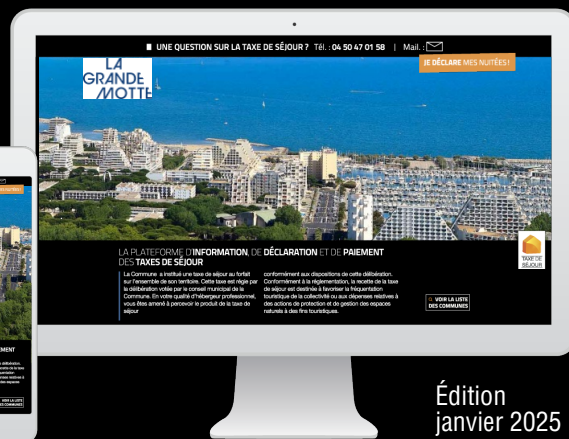 UNE QUESTION SUR LA TAXE DE SÉJOUR ? Tél. : 04 50 47 01 58 | Mail. :
JE DÉCLARE MES NUITÉES !
LA
GRANDE
MOTTE
LA PLATEFORME D'INFORMATION, DE DÉCLARATION ET DE PAIEMENT
DES TAXES DE SÉJOUR
La Commune a institué une taxe de séjour au forfait
sur l'ensemble de son territoire. Cette taxe est régie par
la délibération votée par le conseil municipal de la
Commune. En votre qualité d'hébergeur professionnel,
vous êtes amené à percevoir le produit de la taxe de
séjour
conformément aux dispositions de cette délibération.
Conformément à la réglementation, la recette de la taxe
de séjour est destinée à favoriser la fréquentation
touristique de la collectivité ou aux dépenses relatives à
des actions de protection et de gestion des espaces
naturels à des fins touristiques.
TAXE DE
SÉJOUR
VOIR LA LISTE
DES COMMUNES
EMENT
VOIR LA LISTE
DES COMMUNES
Édition
janvier 2025